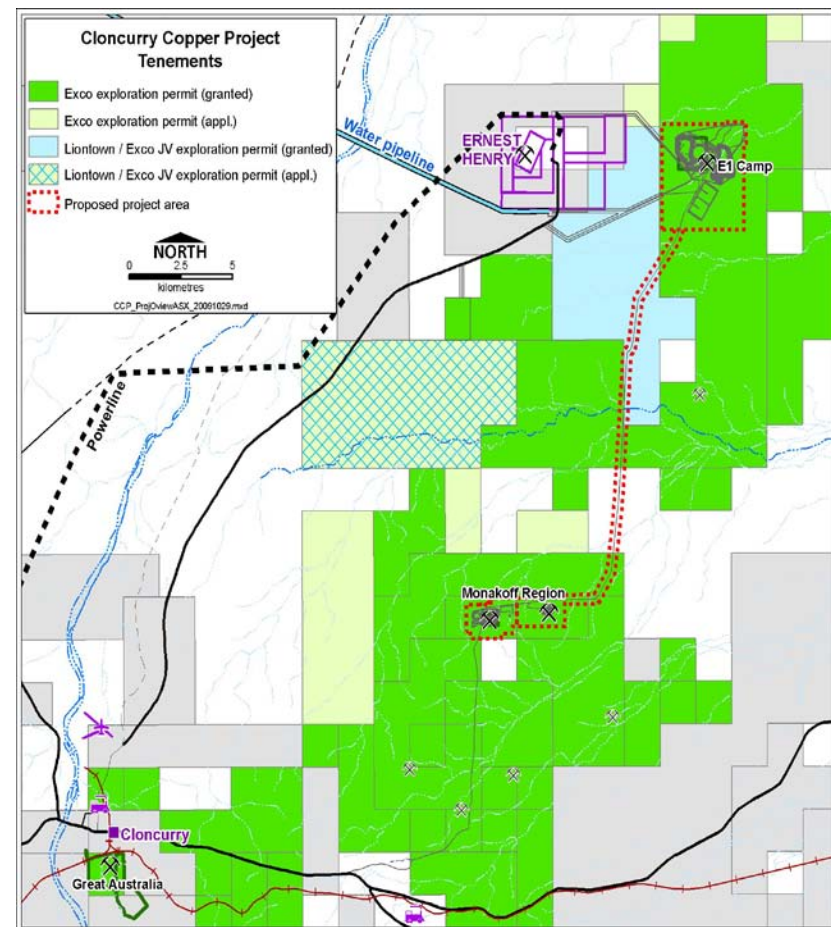 Cloncurry Copper Project
Tenements
Exco exploration permit (granted)
Exco exploration permit (appl.)
Liontown / Exco JV exploration permit (granted)
Liontown / Exco JV exploration permit (appl.)
Proposed project area
NORTH
0 2.5 5
kilometres
CCP_ProjOviewASX_20091029.mxd
Water pipeline
ERNEST
HENRY
E1 Camp
Powerline
Monakoff Region
Cloncurry
Great Australia